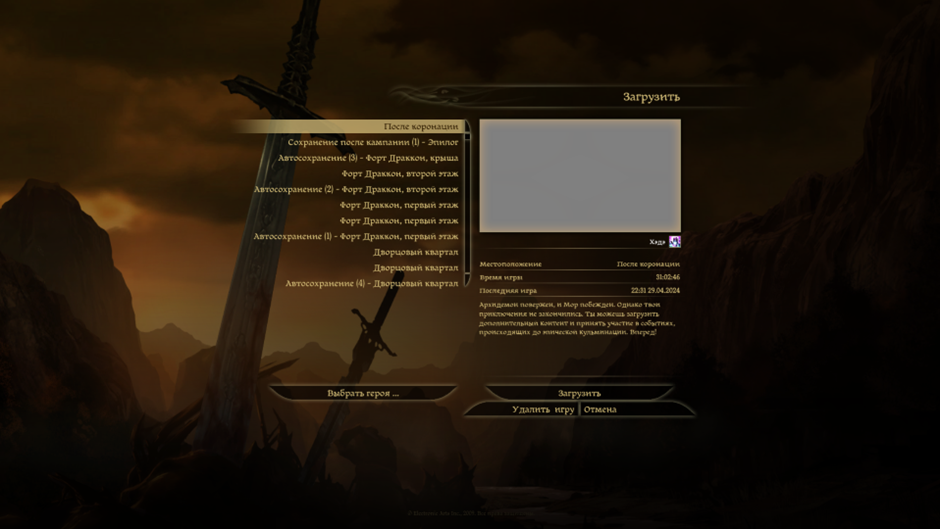 Загрузить
После коронации
Сохранение после кампании (1) - Эпилог
Автосохранение (3) - Форт Драккон, крыша
Форт Драккон, второй этаж
Автосохранение (2) - Форт Драккон, второй этаж
Форт Драккон, первый этаж
Форт Драккон, первый этаж
Автосохранение (1) - Форт Драккон, первый этаж
Дворцовый квартал
Дворцовый квартал
Автосохранение (4) - Дворцовый квартал
Местоположение После коронации
Время игры 31:02:46
Последняя игра 22:31 29.04.2024
Архидемон повержен, и Мор побежден. Однако твои
приключения не закончились. Ты можешь загрузить
дополнительный контент и принять участие в событиях,
происходящих до эпической кульминации. Вперед!
Выбрать героя ...
Загрузить
Удалить игру
Отмена